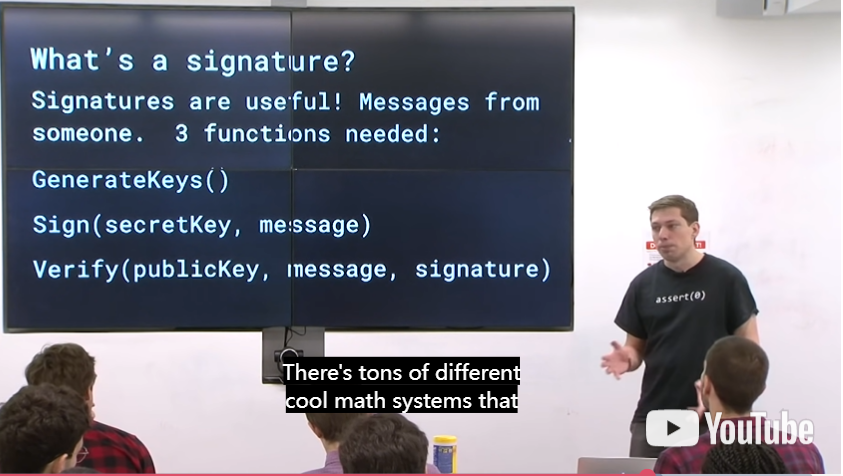 What's a signature?
Signatures are useful! Messages from
someone.  3 functions needed:
GenerateKeys()
Sign(secretKey, message)
Verify(publicKey, message, signature)
assert(0)
There's tons of different
cool math systems that
YouTube